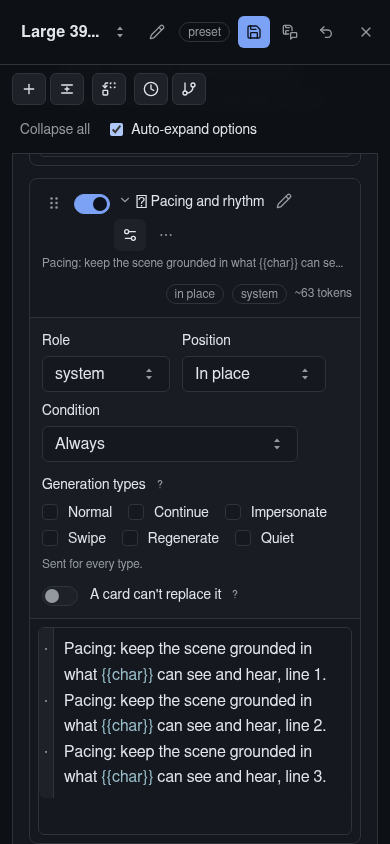 Large 39...
preset
Collapse all
Auto-expand options
Pacing and rhythm
Pacing: keep the scene grounded in what {{char}} can se...
in place
system
~63 tokens
Role
Position
system
In place
Condition
Always
Generation types ?
Normal
Continue
Impersonate
Swipe
Regenerate
Quiet
Sent for every type.
A card can't replace it ?
Pacing: keep the scene grounded in
what {{char}} can see and hear, line 1.
Pacing: keep the scene grounded in
what {{char}} can see and hear, line 2.
Pacing: keep the scene grounded in
what {{char}} can see and hear, line 3.